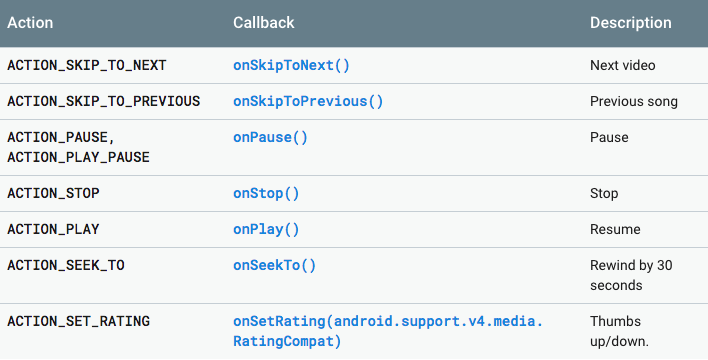 Action Callback Description
ACTION_SKIP_TO_NEXT onSkipToNext() Next video
ACTION_SKIP_TO_PREVIOUS onSkipToPrevious() Previous song
ACTION_PAUSE, onPause() Pause
ACTION_PLAY_PAUSE
ACTION_STOP onStop() Stop
ACTION_PLAY onPlay() Resume
ACTION_SEEK_TO onSeekTo() Rewind by 30
seconds
ACTION_SET_RATING onSetRating(android.support.v4.media. Thumbs
RatingCompat) up/down.